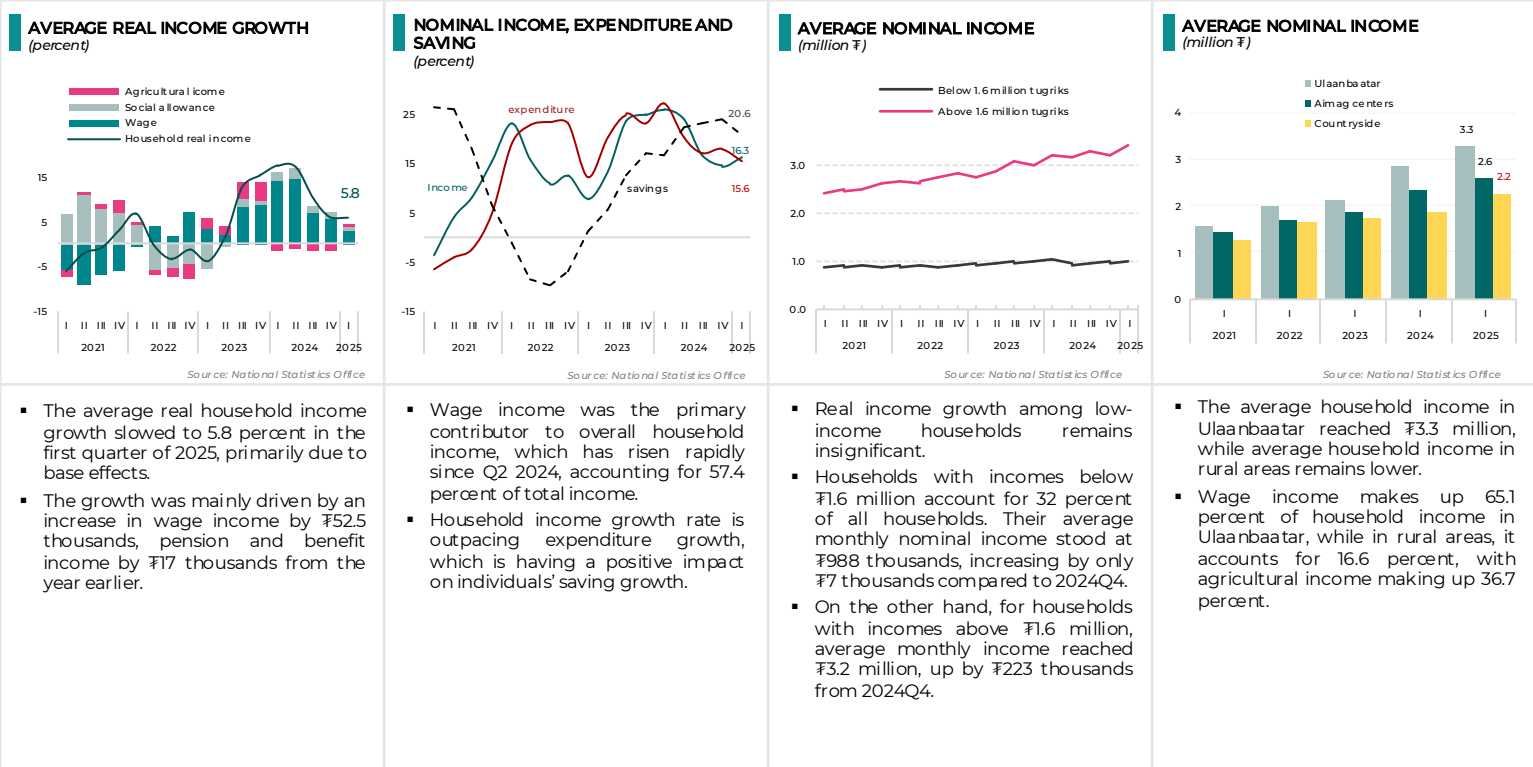 AVERAGE REAL INCOME GROWTH
(percent)
Agricultural icome
Social allowance
Wage
Household real income
15
5
-5
-15
5.8
I II III IV I II III IV I II III IV I II III IV I
2021 2022 2023 2024 2025
Source: National Statistics Office
The average real household income
growth slowed to 5.8 percent in the
first quarter of 2025, primarily due to
base effects.
The growth was mainly driven by an
increase in wage income by ₮52.5
thousands, pension and benefit
income by ₮17 thousands from the
year earlier.
NOMINAL INCOME, EXPENDITURE AND
SAVING
(percent)
25
15
5
-5
-15
expenditure
Income
savings
20.6
16.3
15.6
I II III IV I II III IV I II III IV I II III IV I
2021 2022 2023 2024 2025
Source: National Statistics Office
Wage income was the primary
contributor to overall household
income, which has risen rapidly
since Q2 2024, accounting for 57.4
percent of total income.
Household income growth rate is
outpacing expenditure growth,
which is having a positive impact
on individuals’ saving growth.
AVERAGE NOMINAL INCOME
(million ₮)
Below 1.6 million tugriks
Above 1.6 million tugriks
3.0
2.0
1.0
0.0
I II III IV I II III IV I II III IV I II III IV I
2021 2022 2023 2024 2025
Source: National Statistics Office
Real income growth among low-
income households remains
insignificant.
Households with incomes below
₮1.6 million account for 32 percent
of all households. Their average
monthly nominal income stood at
₮988 thousands, increasing by only
₮7 thousands compared to 2024Q4.
On the other hand, for households
with incomes above ₮1.6 million,
average monthly income reached
₮3.2 million, up by ₮223 thousands
from 2024Q4.
AVERAGE NOMINAL INCOME
(million ₮)
Ulaanbaatar
Aimag centers
Countryside
4
3
2
1
0
3.3
2.6
2.2
I I I I I
2021 2022 2023 2024 2025
Source: National Statistics Office
The average household income in
Ulaanbaatar reached ₮3.3 million,
while average household income in
rural areas remains lower.
Wage income makes up 65.1
percent of household income in
Ulaanbaatar, while in rural areas, it
accounts for 16.6 percent, with
agricultural income making up 36.7
percent.